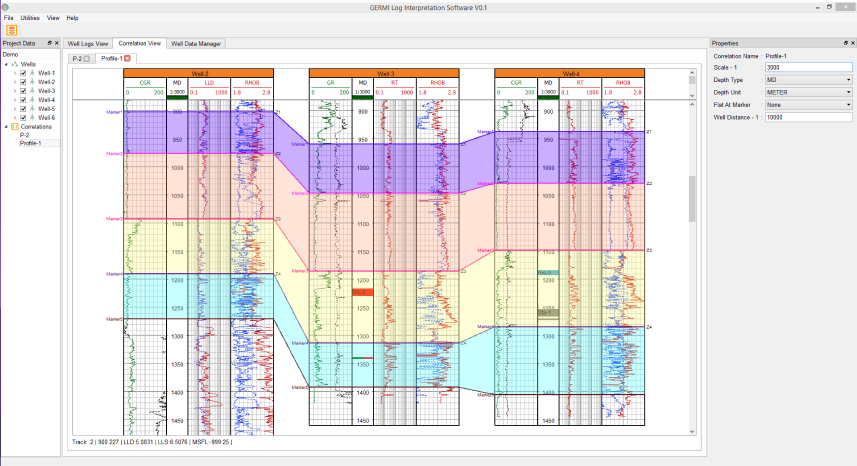 GERMI Log Interpretation Software V0.1
File Utilities View Help
Project Data
Demo
Wells
Well-1
Well-2
Well-3
Well-4
Well-5
Well-6
Correlations
P-2
Profile-1
Well Logs View Correlation View Well Data Manager
P-2 Profile-1
Well-2 Well-3 Well-4
CGR MD LLD RHOB GR MD RT RHOB CGR MD RT RHOB
0 200 1:3000 0.1 1000 1.8 2.8 0 200 1:3000 0.1 1000 1.8 2.8 0 200 1:3000 0.1 1000 1.8 2.8
900 900 900
Marker1 Z1 Z1
950 950 950
Marker2 Z2
1000 1000 1000
1050 1050 1050
Marker3 Z3 Z3
1100 1100 1100
1150 1150 1150
Marker4 Z4
1200 1200 1200
1250 1250 1250
Marker5 Z4
1300 1300 1300
1350 1350 1350
1400 1400 1400
1450 1450 1450
Track :2 | 900.227 | LLD:5.0831 | LLS:6.5076 | MSFL:-999.25 |
Properties
Correlation Name : Profile-1
Scale - 1 : 3000
Depth Type : MD
Depth Unit : METER
Flat At Marker : None
Well Distance - 1 : 10000